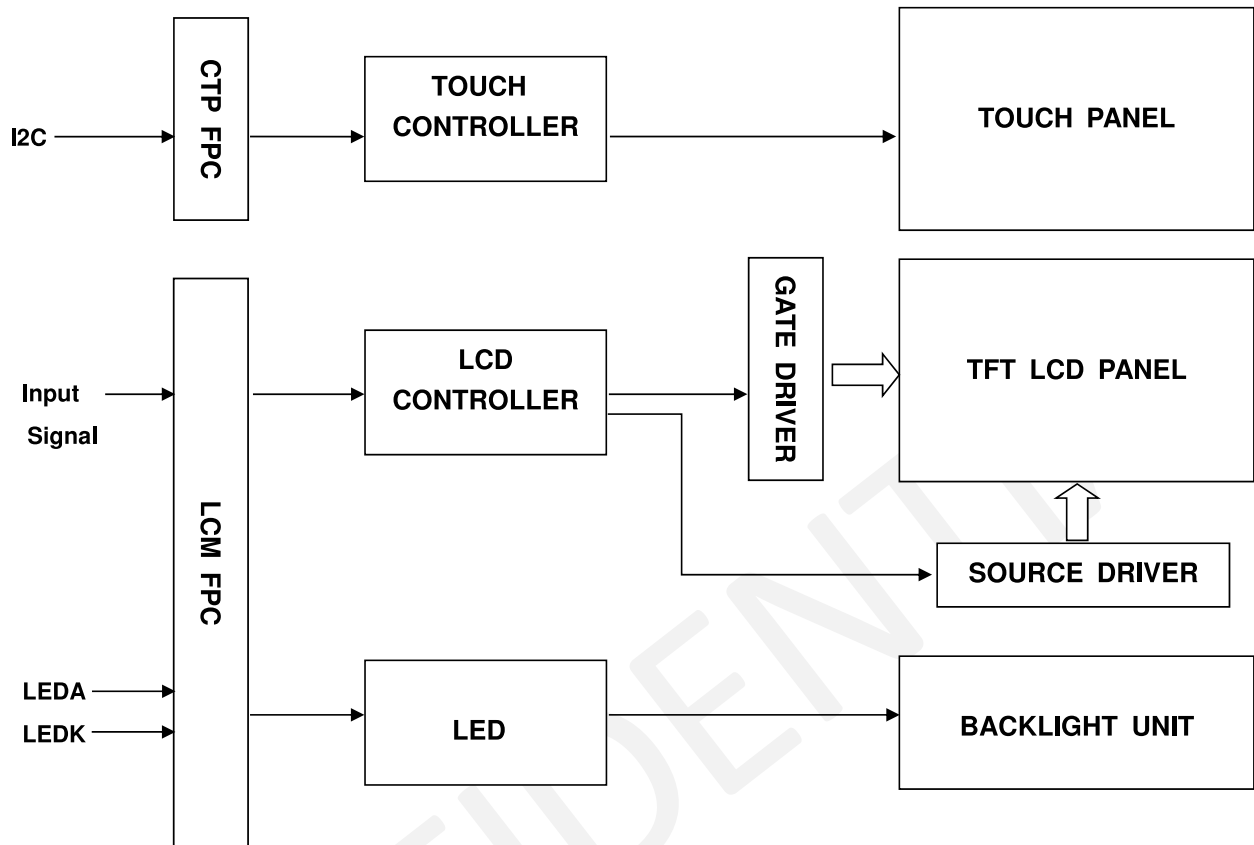 CTP FPC
TOUCH
CONTROLLER
TOUCH PANEL
I2C
GATE DRIVER
LCD
CONTROLLER
TFT LCD PANEL
Input
Signal
LCM FPC
SOURCE DRIVER
LEDA
LEDK
LED
BACKLIGHT UNIT